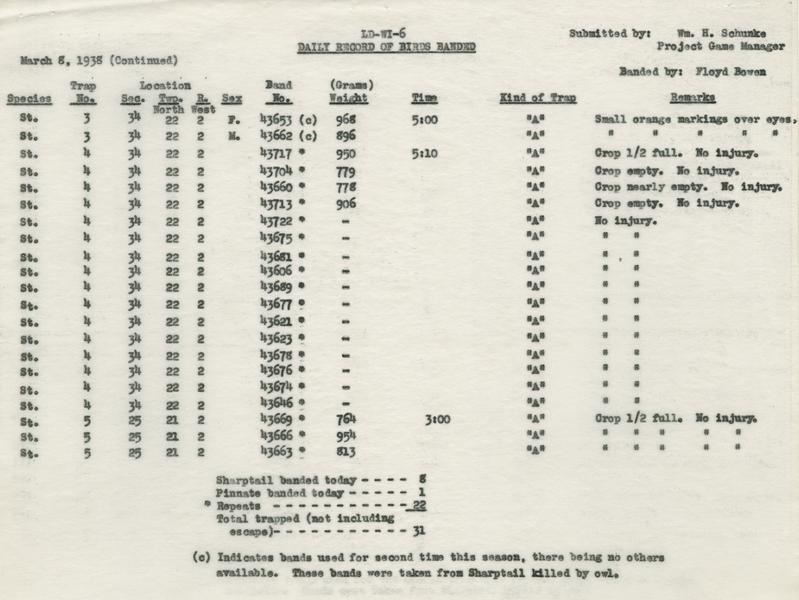 LD-WI-6
DAILY RECORD OF BIRDS BANDED
Submitted by: Wm. H. Schunke
Project Game Manager
March 8, 1938 (Continued)
Banded by: Floyd Bowen
Trap Location Band (Grams)
Species No. Sec. Twp. R. Sex No. Weight Time Kind of Trap Remarks
North West
St. 3 34 22 2 F. 43653 (c) 968 5:00 "A" Small orange markings over eyes.
St. 3 34 22 2 M. 43662 (c) 896 "A" " " " " "
St. 4 34 22 2 43717 * 950 5:10 "A" Crop 1/2 full. No injury.
St. 4 34 22 2 43704 * 779 "A" Crop empty. No injury.
St. 4 34 22 2 43660 * 778 "A" Crop nearly empty. No injury.
St. 4 34 22 2 43713 * 906 "A" Crop empty. No injury.
St. 4 34 22 2 43722 * - "A" No injury.
St. 4 34 22 2 43675 * - "A" " "
St. 4 34 22 2 43681 * - "A" " "
St. 4 34 22 2 43606 * - "A" " "
St. 4 34 22 2 43689 * - "A" " "
St. 4 34 22 2 43677 * - "A" " "
St. 4 34 22 2 43621 * - "A" " "
St. 4 34 22 2 43623 * - "A" " "
St. 4 34 22 2 43678 * - "A" " "
St. 4 34 22 2 43676 * - "A" " "
St. 4 34 22 2 43674 * - "A" " "
St. 4 34 22 2 43646 * - "A" " "
St. 5 25 21 2 43669 * 764 3:00 "A" Crop 1/2 full. No injury.
St. 5 25 21 2 43666 * 954 "A" " " " " "
St. 5 25 21 2 43663 * 813 "A" " " " " "
Sharptail banded today - - - - 8
Pinnate banded today - - - - - 1
* Repeats - - - - - - - - - - - 22
Total trapped (not including
escape)- - - - - - - - - - - 31
(c) Indicates bands used for second time this season, there being no others
available. These bands were taken from Sharptail killed by owl.